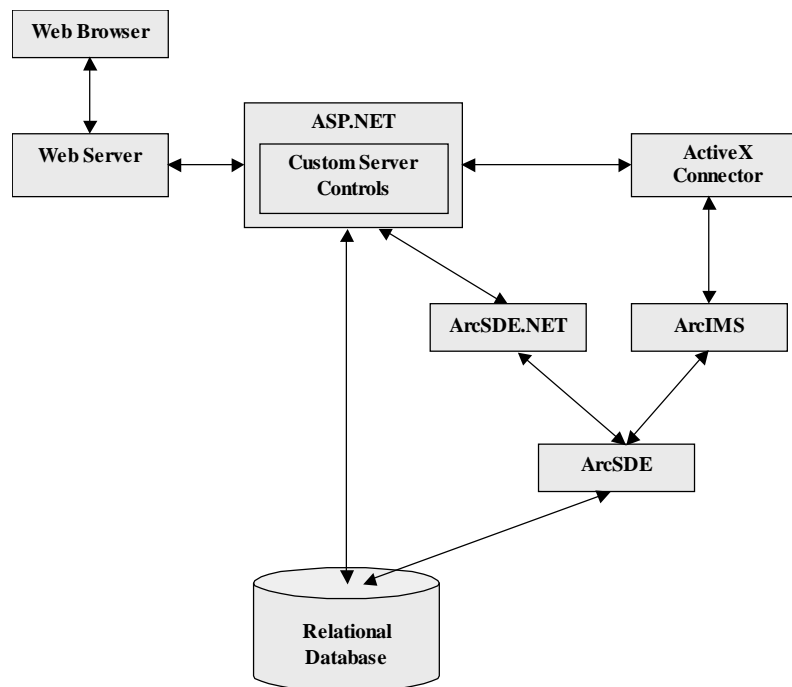 Web Browser
Web Server
ASP.NET
Custom Server
Controls
ActiveX
Connector
ArcSDE.NET
ArcIMS
ArcSDE
Relational
Database